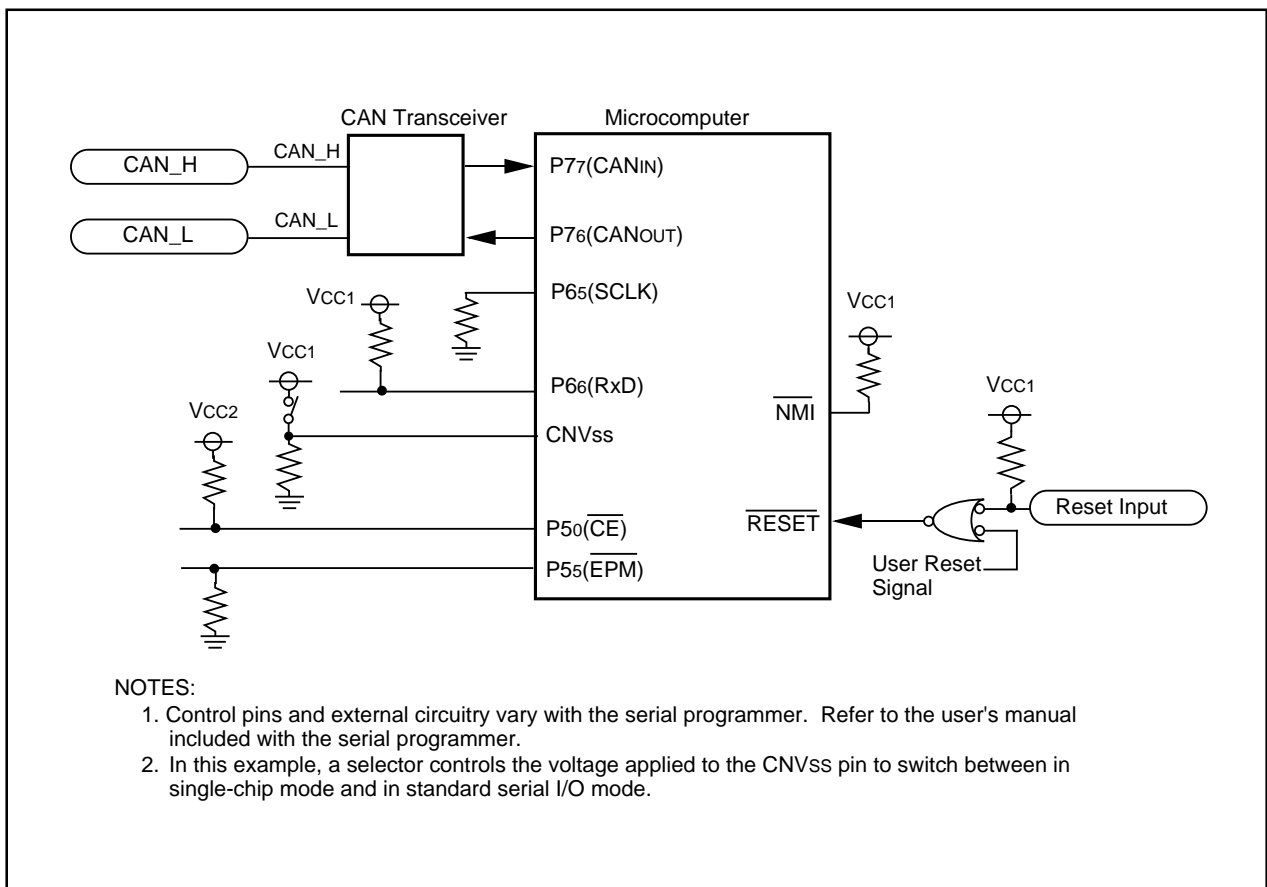 CAN Transceiver
Microcomputer
CAN_H
CAN_H
P77(CANIN)
CAN_L
CAN_L
P76(CANOUT)
P65(SCLK)
VCC1
VCC1
VCC1
P66(RxD)
VCC1
NMI
VCC2
CNVss
P50(CE)
RESET
Reset Input
P55(EPM)
User Reset
Signal
NOTES:
1. Control pins and external circuitry vary with the serial programmer. Refer to the user's manual
included with the serial programmer.
2. In this example, a selector controls the voltage applied to the CNVSS pin to switch between in
single-chip mode and in standard serial I/O mode.